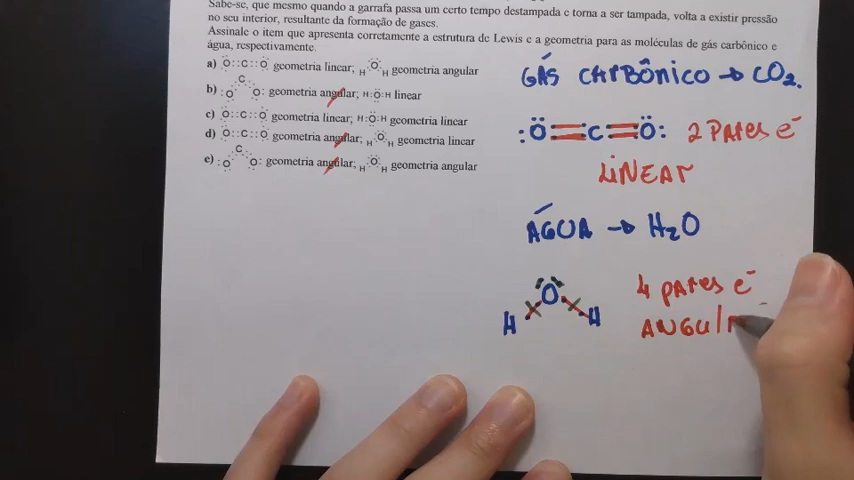 Sabe-se, que mesmo quando a garrafa passa um certo tempo destampada e torna a ser tampada, volta a existir pressão
no seu interior, resultante da formação de gases.
Assinale o item que apresenta corretamente a estrutura de Lewis e a geometria para as moléculas de gás carbônico e
água, respectivamente.
a) :Ö::C::Ö: geometria linear; H Ö H geometria angular
b) :O C O: geometria angular; H:Ö:H linear
c) :Ö::C::Ö: geometria linear; H:Ö:H geometria linear
d) :Ö::C::Ö: geometria angular; H Ö H geometria linear
e) :O C O: geometria angular; H Ö H geometria angular
GÁS CARBÔNICO → CO₂.
:Ö=C=Ö: 2 PARES e⁻
LINEAR
ÁGUA → H₂O
O 4 PARES e⁻
H H ANGUL